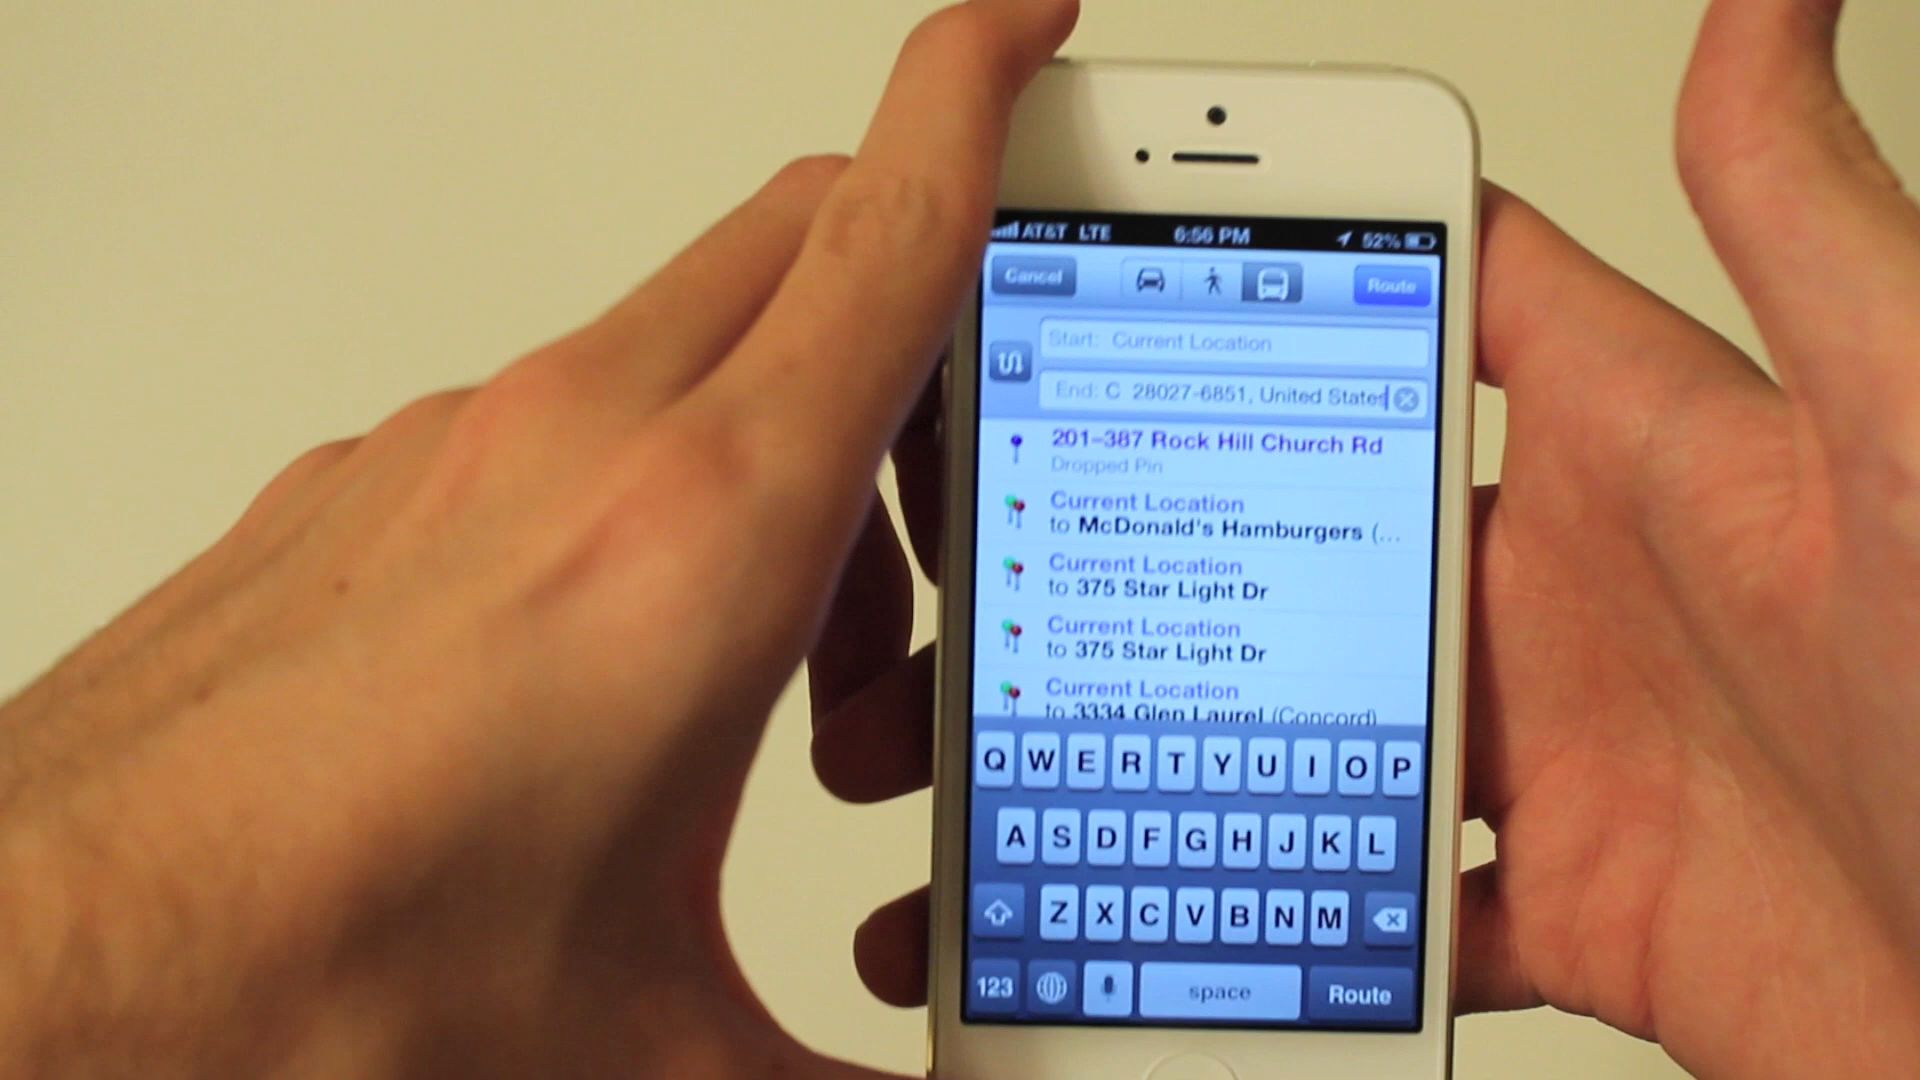 AT&T LTE 6:56 PM 52%
Cancel Route
Start: Current Location
End: C 28027-6851, United States
201-387 Rock Hill Church Rd
Dropped Pin
Current Location
to McDonald's Hamburgers (...
Current Location
to 375 Star Light Dr
Current Location
to 375 Star Light Dr
Current Location
to 3334 Glen Laurel (Concord)
Q W E R T Y U I O P
A S D F G H J K L
Z X C V B N M
123 space Route